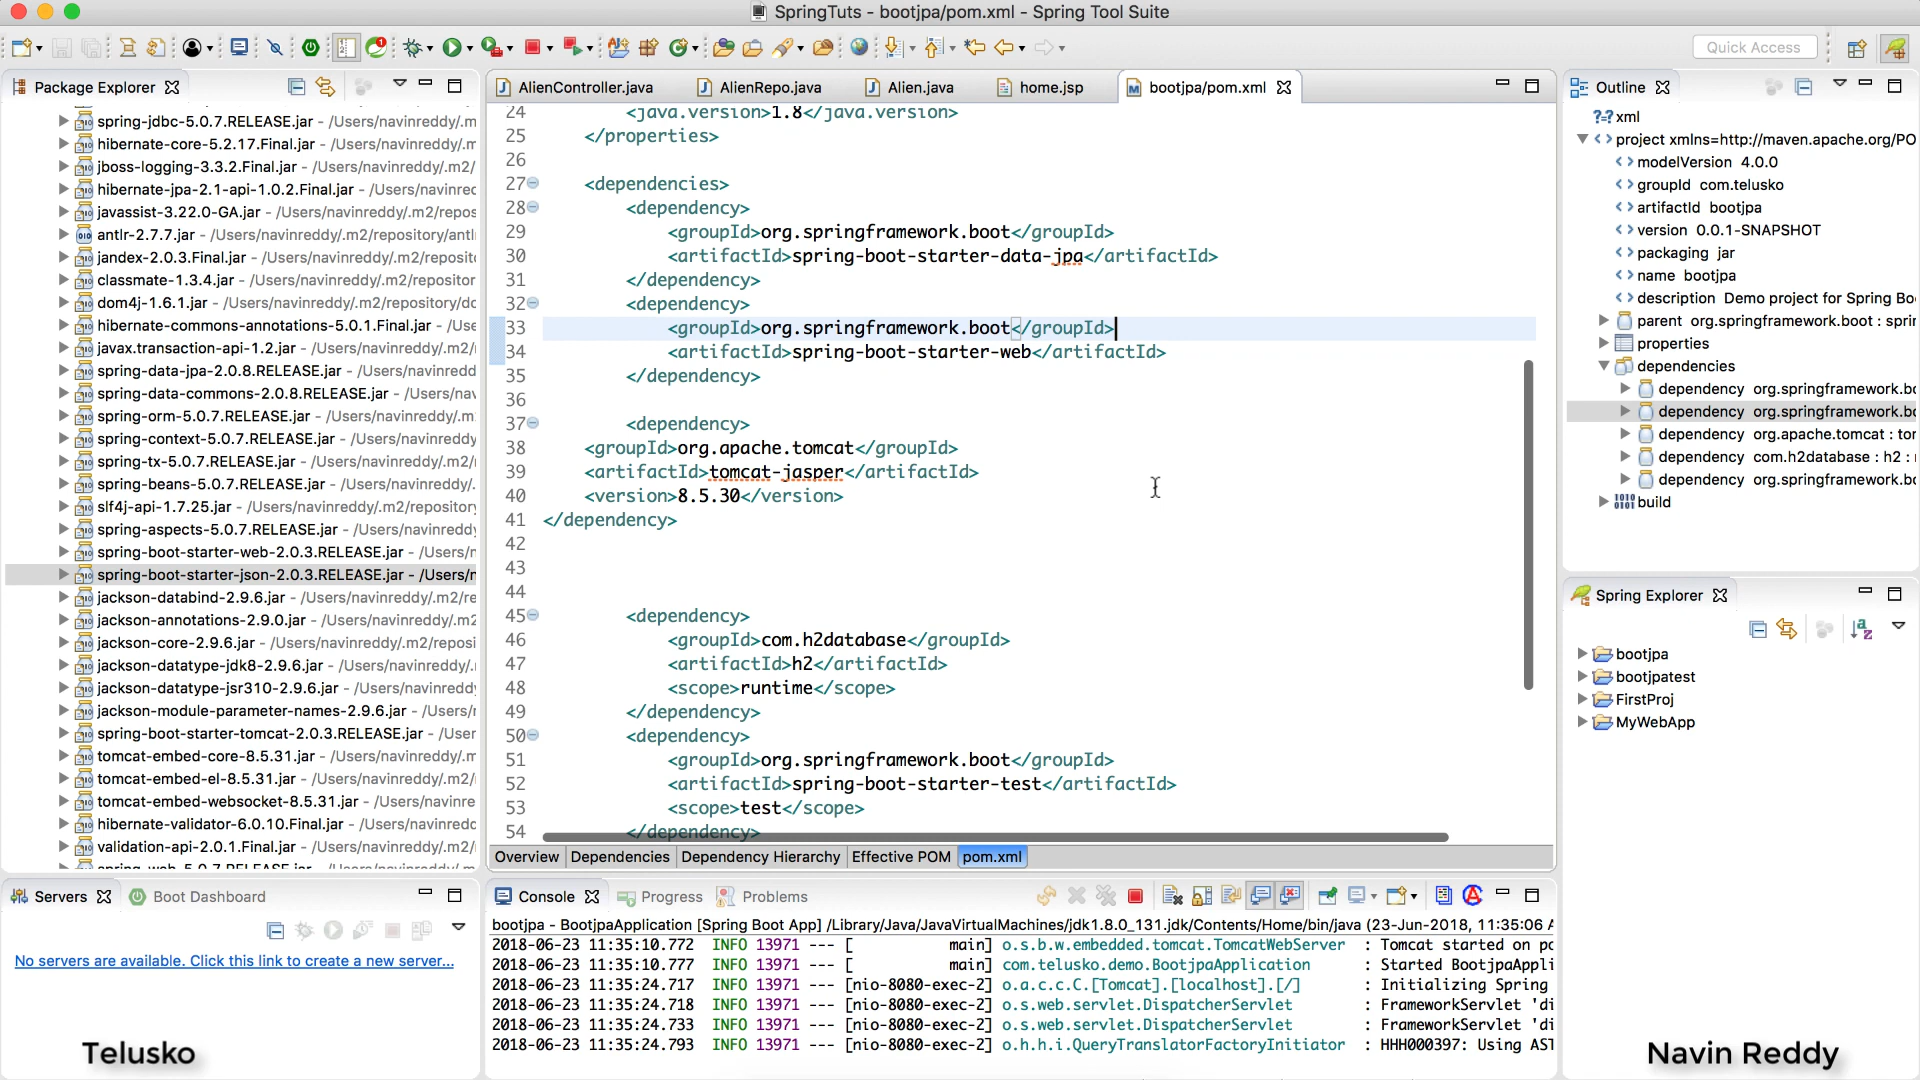 SpringTuts - bootjpa/pom.xml - Spring Tool Suite
Quick Access
Package Explorer
spring-jdbc-5.0.7.RELEASE.jar - /Users/navinreddy/.m
hibernate-core-5.2.17.Final.jar - /Users/navinreddy/.m
jboss-logging-3.3.2.Final.jar - /Users/navinreddy/.m2
hibernate-jpa-2.1-api-1.0.2.Final.jar - /Users/navinred
javassist-3.22.0-GA.jar - /Users/navinreddy/.m2/repos
antlr-2.7.7.jar - /Users/navinreddy/.m2/repository/antl
jandex-2.0.3.Final.jar - /Users/navinreddy/.m2/reposit
classmate-1.3.4.jar - /Users/navinreddy/.m2/repositor
dom4j-1.6.1.jar - /Users/navinreddy/.m2/repository/dc
hibernate-commons-annotations-5.0.1.Final.jar - /Use
javax.transaction-api-1.2.jar - /Users/navinreddy/.m2/
spring-data-jpa-2.0.8.RELEASE.jar - /Users/navinredd
spring-data-commons-2.0.8.RELEASE.jar - /Users/nav
spring-orm-5.0.7.RELEASE.jar - /Users/navinreddy/.m
spring-context-5.0.7.RELEASE.jar - /Users/navinreddy
spring-tx-5.0.7.RELEASE.jar - /Users/navinreddy/.m2/
spring-beans-5.0.7.RELEASE.jar - /Users/navinreddy/.
slf4j-api-1.7.25.jar - /Users/navinreddy/.m2/repository
spring-aspects-5.0.7.RELEASE.jar - /Users/navinreddy
spring-boot-starter-web-2.0.3.RELEASE.jar - /Users/n
spring-boot-starter-json-2.0.3.RELEASE.jar - /Users/n
jackson-databind-2.9.6.jar - /Users/navinreddy/.m2/re
jackson-annotations-2.9.0.jar - /Users/navinreddy/.m2
jackson-core-2.9.6.jar - /Users/navinreddy/.m2/reposi
jackson-datatype-jdk8-2.9.6.jar - /Users/navinreddy/.
jackson-datatype-jsr310-2.9.6.jar - /Users/navinreddy
jackson-module-parameter-names-2.9.6.jar - /Users/
spring-boot-starter-tomcat-2.0.3.RELEASE.jar - /User
tomcat-embed-core-8.5.31.jar - /Users/navinreddy/.m
tomcat-embed-el-8.5.31.jar - /Users/navinreddy/.m2/
tomcat-embed-websocket-8.5.31.jar - /Users/navinre
hibernate-validator-6.0.10.Final.jar - /Users/navinredd
validation-api-2.0.1.Final.jar - /Users/navinreddy/.m2/
AlienController.java AlienRepo.java Alien.java home.jsp bootjpa/pom.xml
24 <java.version>1.8</java.version>
25 </properties>
26
27 <dependencies>
28 <dependency>
29 <groupId>org.springframework.boot</groupId>
30 <artifactId>spring-boot-starter-data-jpa</artifactId>
31 </dependency>
32 <dependency>
33 <groupId>org.springframework.boot</groupId>
34 <artifactId>spring-boot-starter-web</artifactId>
35 </dependency>
36
37 <dependency>
38 <groupId>org.apache.tomcat</groupId>
39 <artifactId>tomcat-jasper</artifactId>
40 <version>8.5.30</version>
41 </dependency>
42
43
44
45 <dependency>
46 <groupId>com.h2database</groupId>
47 <artifactId>h2</artifactId>
48 <scope>runtime</scope>
49 </dependency>
50 <dependency>
51 <groupId>org.springframework.boot</groupId>
52 <artifactId>spring-boot-starter-test</artifactId>
53 <scope>test</scope>
54 </dependency>
Overview Dependencies Dependency Hierarchy Effective POM pom.xml
Outline
?=? xml
project xmlns=http://maven.apache.org/PO
modelVersion 4.0.0
groupId com.telusko
artifactId bootjpa
version 0.0.1-SNAPSHOT
packaging jar
name bootjpa
description Demo project for Spring Bo
parent org.springframework.boot : sprin
properties
dependencies
dependency org.springframework.bo
dependency org.springframework.bo
dependency org.apache.tomcat : tor
dependency com.h2database : h2 :
dependency org.springframework.bo
build
Spring Explorer
bootjpa
bootjpatest
FirstProj
MyWebApp
Servers Boot Dashboard
No servers are available. Click this link to create a new server...
Console Progress Problems
bootjpa - BootjpaApplication [Spring Boot App] /Library/Java/JavaVirtualMachines/jdk1.8.0_131.jdk/Contents/Home/bin/java (23-Jun-2018, 11:35:06 A
2018-06-23 11:35:10.772 INFO 13971 --- [ main] o.s.b.w.embedded.tomcat.TomcatWebServer : Tomcat started on po
2018-06-23 11:35:10.777 INFO 13971 --- [ main] com.telusko.demo.BootjpaApplication : Started BootjpaAppli
2018-06-23 11:35:24.717 INFO 13971 --- [nio-8080-exec-2] o.a.c.c.C.[Tomcat].[localhost].[/] : Initializing Spring
2018-06-23 11:35:24.718 INFO 13971 --- [nio-8080-exec-2] o.s.web.servlet.DispatcherServlet : FrameworkServlet 'di
2018-06-23 11:35:24.733 INFO 13971 --- [nio-8080-exec-2] o.s.web.servlet.DispatcherServlet : FrameworkServlet 'di
2018-06-23 11:35:24.793 INFO 13971 --- [nio-8080-exec-2] o.h.h.i.QueryTranslatorFactoryInitiator : HHH000397: Using AST
Telusko
Navin Reddy